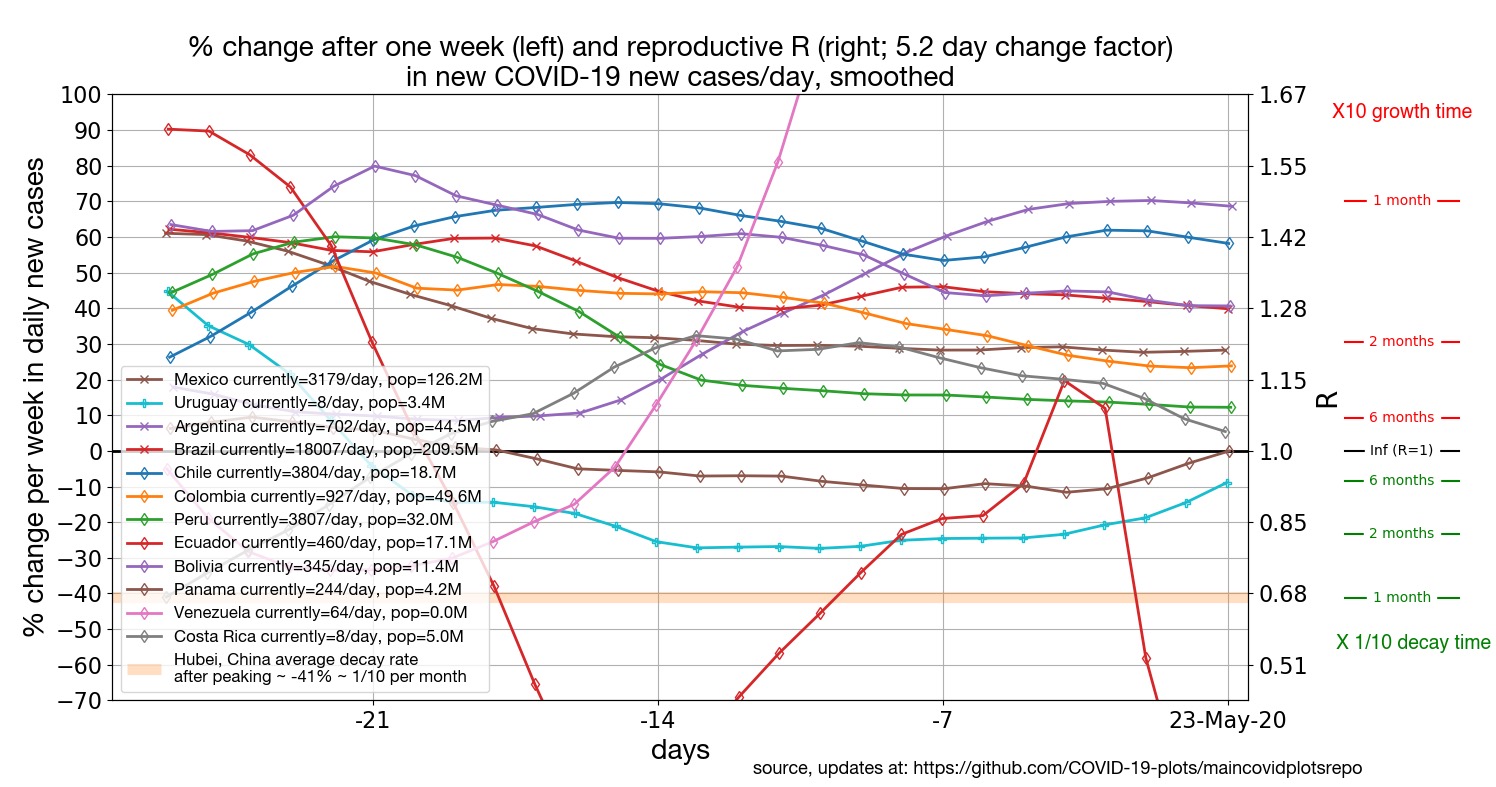 % change after one week (left) and reproductive R (right; 5.2 day change factor)
in new COVID-19 new cases/day, smoothed
% change per week in daily new cases
100
90
80
70
60
50
40
30
20
10
0
−10
−20
−30
−40
−50
−60
−70
Mexico currently=3179/day, pop=126.2M
Uruguay currently=8/day, pop=3.4M
Argentina currently=702/day, pop=44.5M
Brazil currently=18007/day, pop=209.5M
Chile currently=3804/day, pop=18.7M
Colombia currently=927/day, pop=49.6M
Peru currently=3807/day, pop=32.0M
Ecuador currently=460/day, pop=17.1M
Bolivia currently=345/day, pop=11.4M
Panama currently=244/day, pop=4.2M
Venezuela currently=64/day, pop=0.0M
Costa Rica currently=8/day, pop=5.0M
Hubei, China average decay rate
after peaking ~ -41% ~ 1/10 per month
-21
-14
-7
23-May-20
days
1.67
1.55
1.42
1.28
1.15
1.0
0.85
0.68
0.51
R
X10 growth time
1 month
2 months
6 months
Inf (R=1)
6 months
2 months
1 month
X 1/10 decay time
source, updates at: https://github.com/COVID-19-plots/maincovidplotsrepo